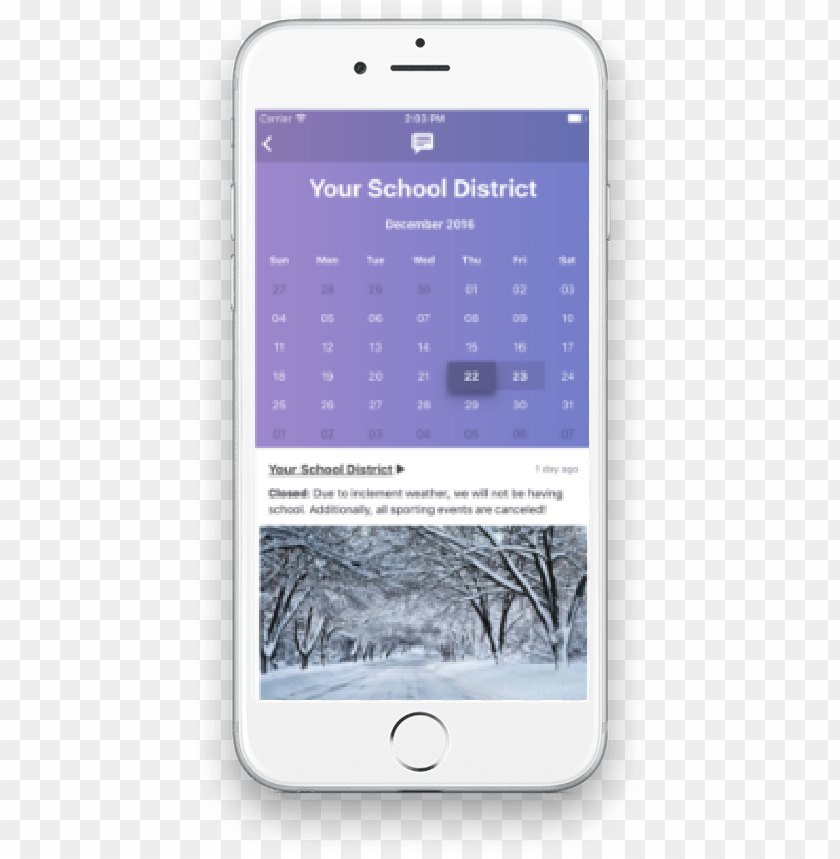 Carrier 2:03 PM
Your School District
December 2016
Sun Mon Tue Wed Thu Fri Sat
27 28 29 30 01 02 03
04 05 06 07 08 09 10
11 12 13 14 15 16 17
18 19 20 21 22 23 24
25 26 27 28 29 30 31
01 02 03 04 05 06 07
Your School District 1 day ago
Closed: Due to inclement weather, we will not be having
school. Additionally, all sporting events are canceled!